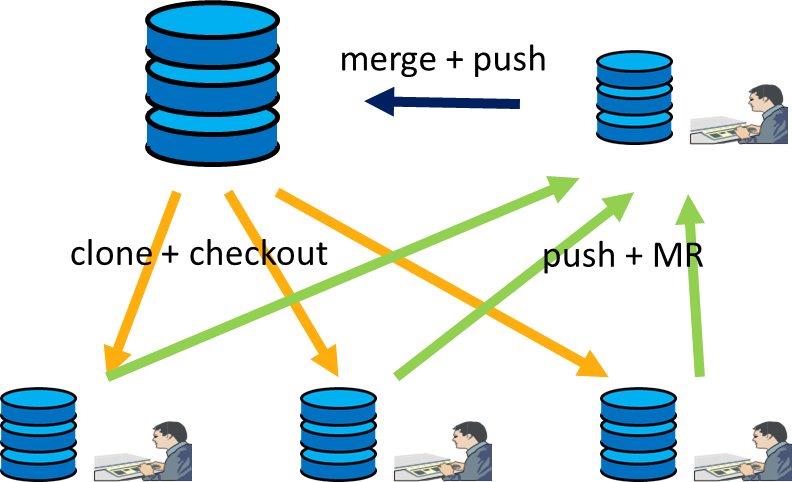 merge + push
clone + checkout
push + MR